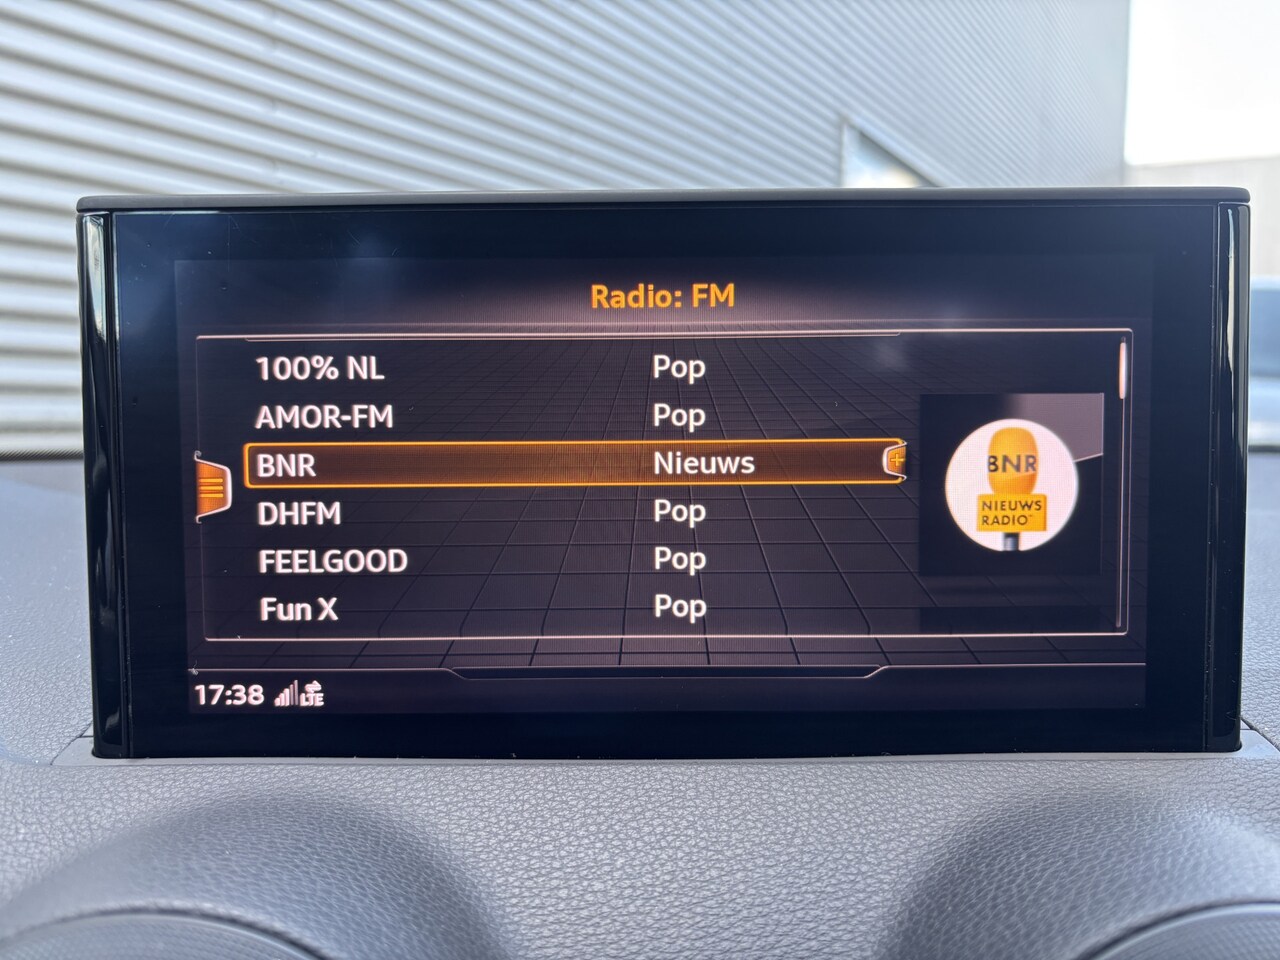 Radio: FM
100% NL Pop
AMOR-FM Pop
BNR Nieuws
DHFM Pop
FEELGOOD Pop
Fun X Pop
BNR
NIEUWS
RADIO
17:38 LTE